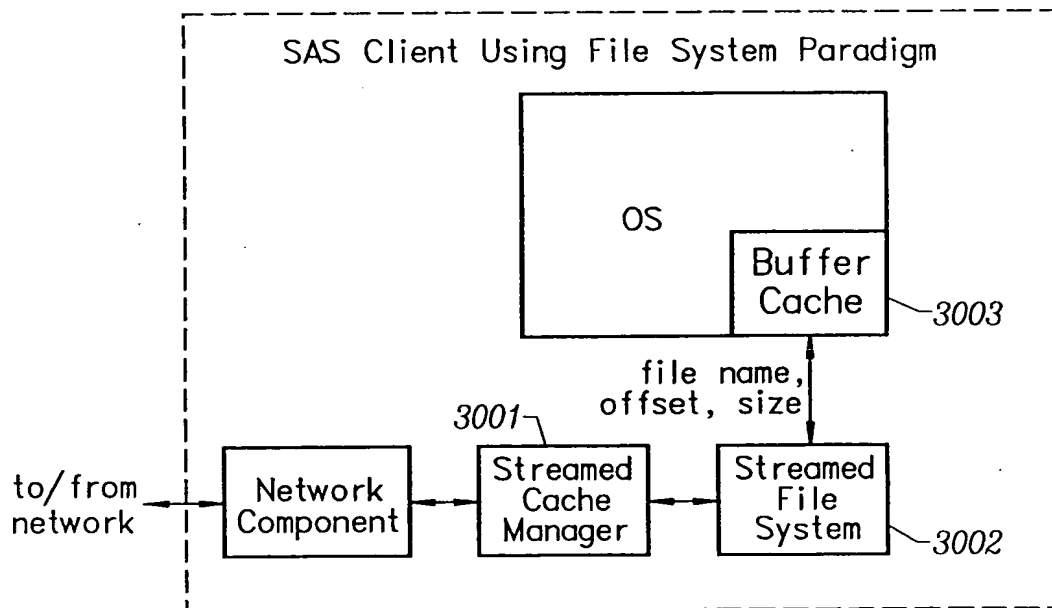 SAS Client Using File System Paradigm
OS
Buffer
Cache
3003
file name,
offset, size
3001
to/from
network
Network
Component
Streamed
Cache
Manager
Streamed
File
System
3002